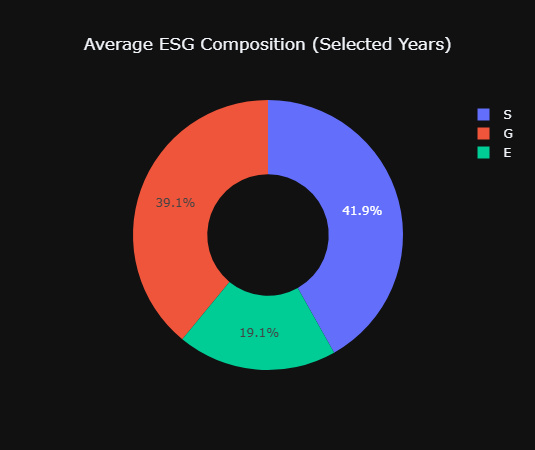 Average ESG Composition (Selected Years)
S
G
E
41.9%
39.1%
19.1%